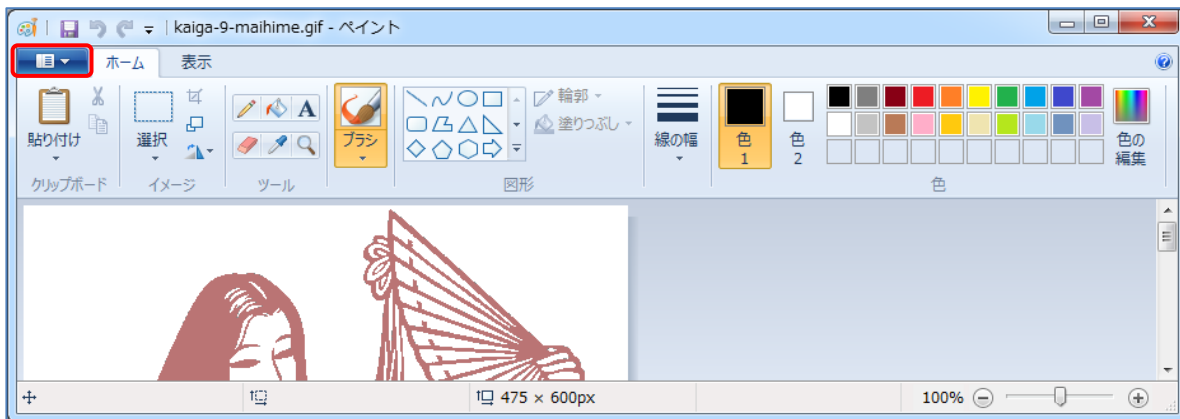 kaiga-9-maihime.gif - ペイント
ホーム 表示
貼り付け 選択 A ブラシ 輪郭 塗りつぶし 線の幅 色 1 色 2 色の編集
クリップボード イメージ ツール 図形 色
475 × 600px 100%